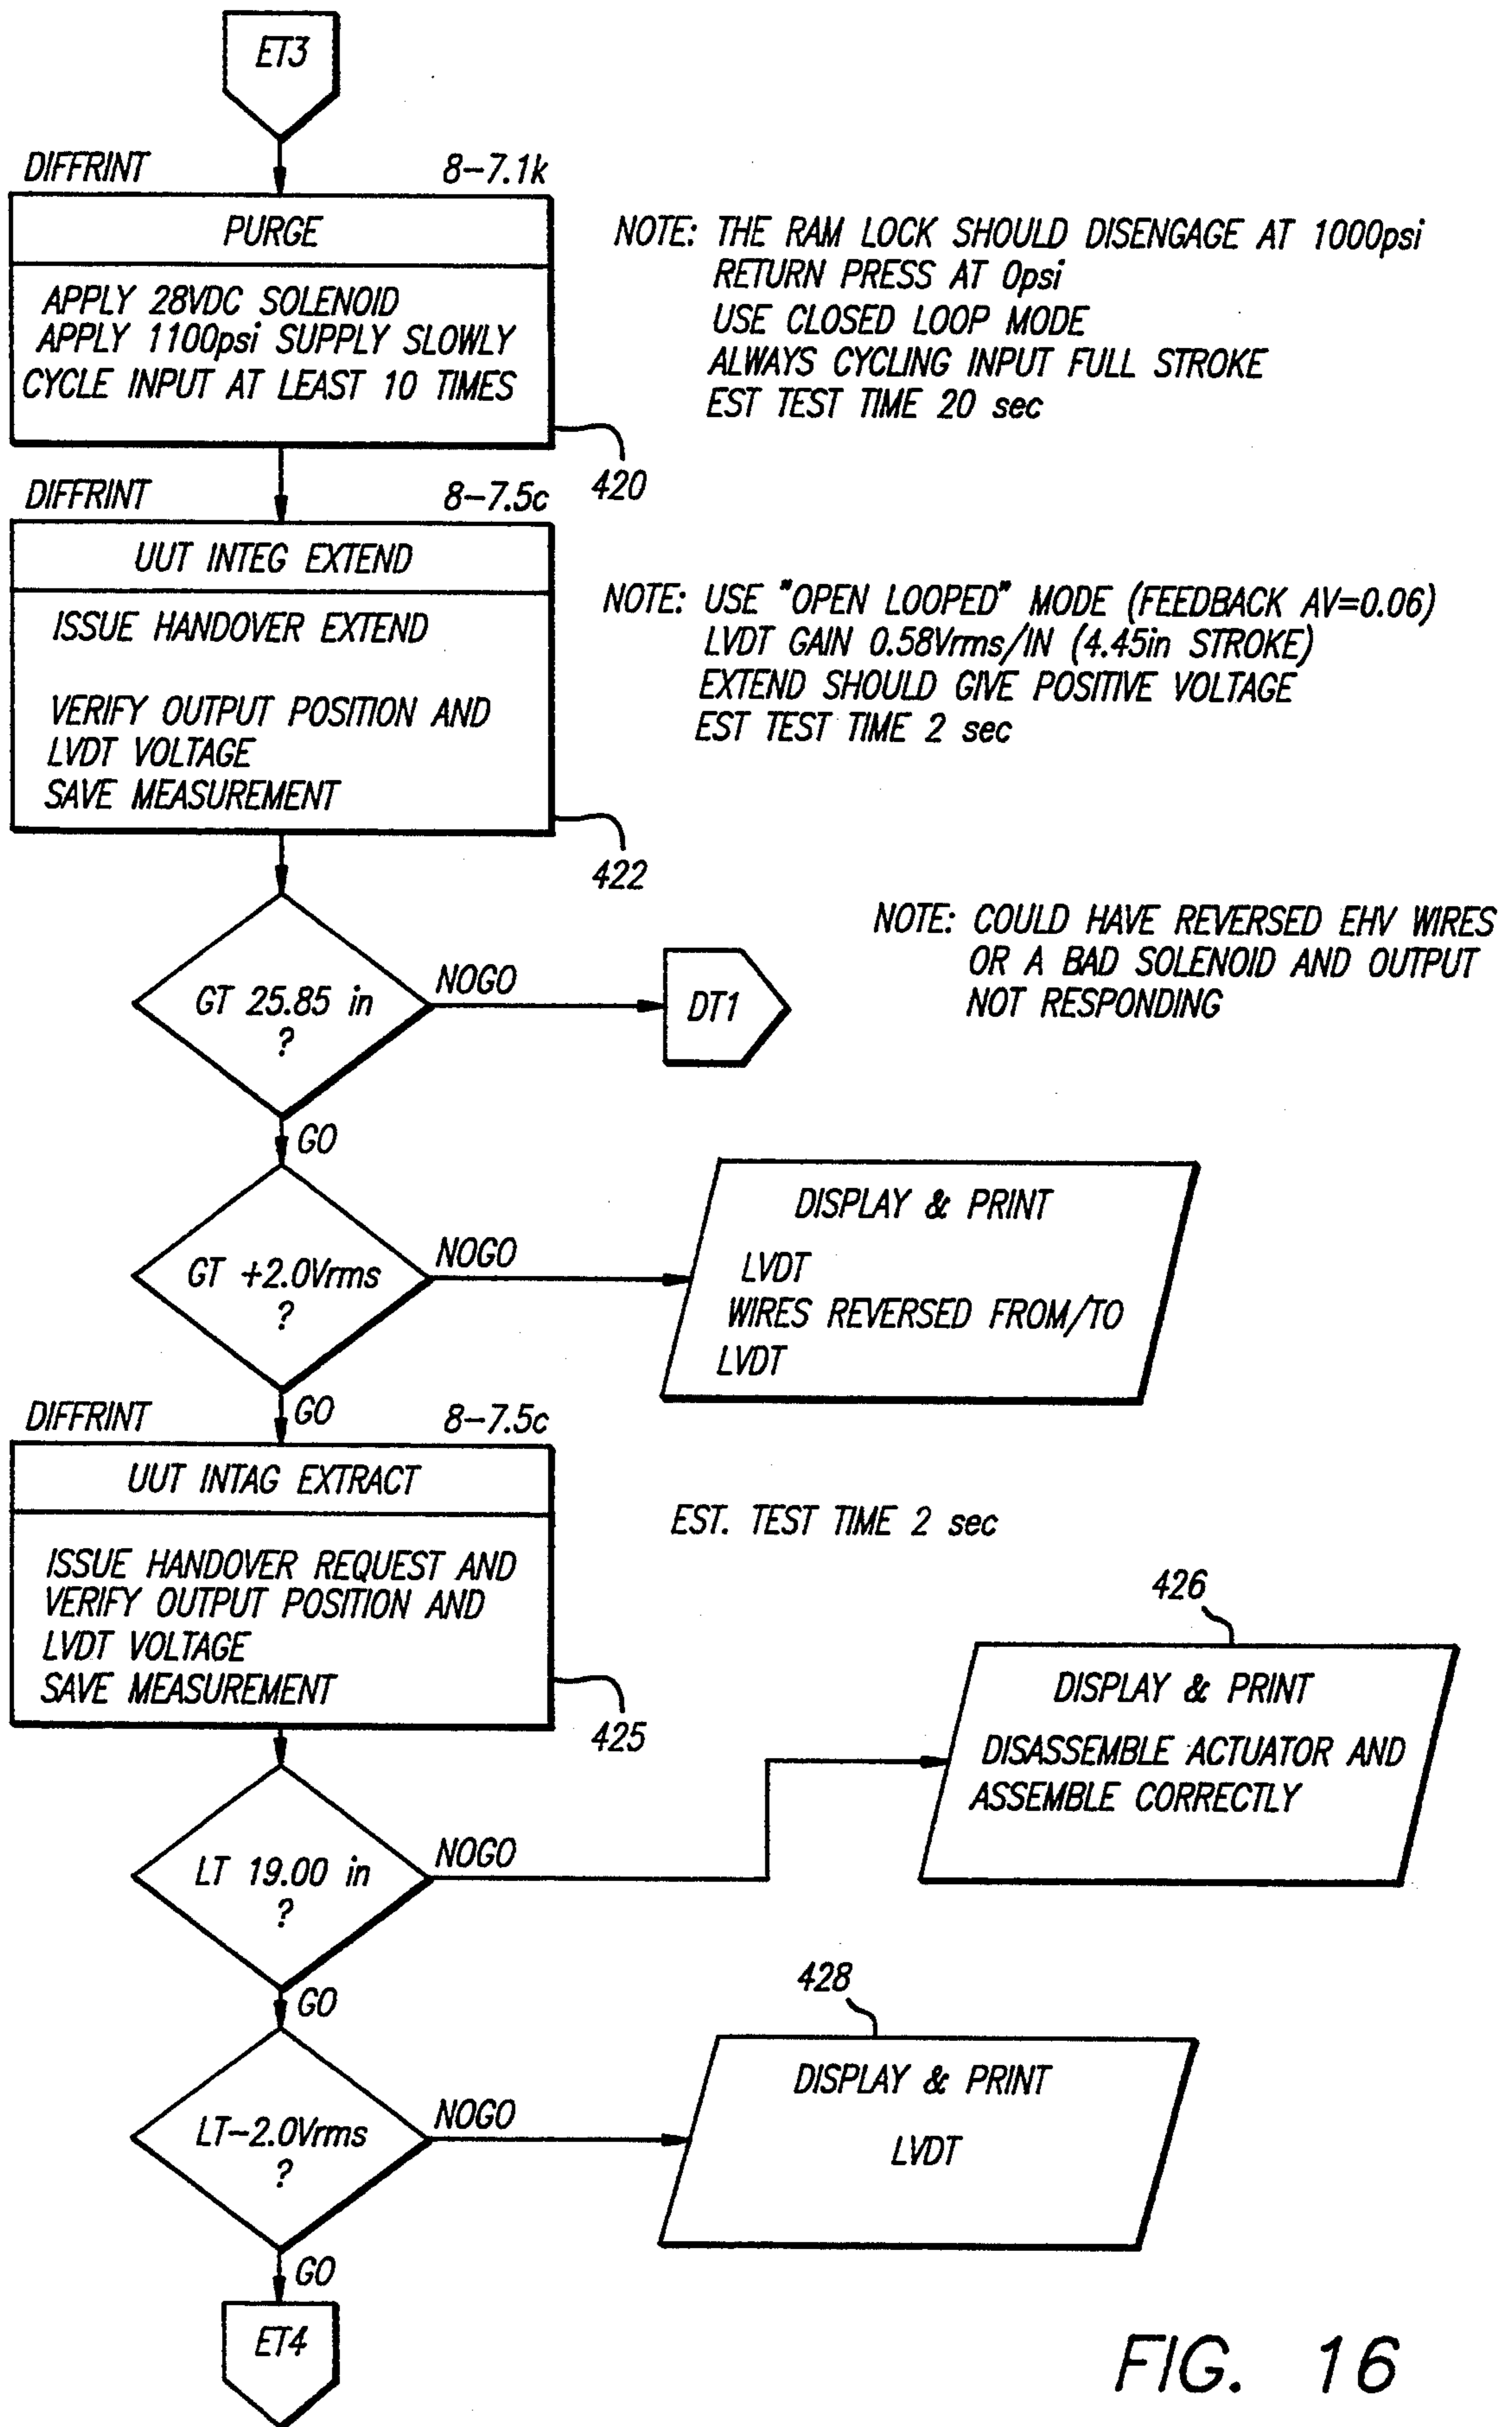 ET3
DIFFRINT 8-7.1k
PURGE
APPLY 28VDC SOLENOID
APPLY 1100psi SUPPLY SLOWLY
CYCLE INPUT AT LEAST 10 TIMES
420
NOTE: THE RAM LOCK SHOULD DISENGAGE AT 1000psi
RETURN PRESS AT 0psi
USE CLOSED LOOP MODE
ALWAYS CYCLING INPUT FULL STROKE
EST TEST TIME 20 sec
DIFFRINT 8-7.5c
UUT INTEG EXTEND
ISSUE HANDOVER EXTEND
VERIFY OUTPUT POSITION AND
LVDT VOLTAGE
SAVE MEASUREMENT
422
NOTE: USE "OPEN LOOPED" MODE (FEEDBACK AV=0.06)
LVDT GAIN 0.58Vrms/IN (4.45in STROKE)
EXTEND SHOULD GIVE POSITIVE VOLTAGE
EST TEST TIME 2 sec
GT 25.85 in
?
NOGO
DT1
NOTE: COULD HAVE REVERSED EHV WIRES
OR A BAD SOLENOID AND OUTPUT
NOT RESPONDING
GO
GT +2.0Vrms
?
NOGO
DISPLAY & PRINT
LVDT
WIRES REVERSED FROM/TO
LVDT
GO
DIFFRINT 8-7.5c
UUT INTAG EXTRACT
ISSUE HANDOVER REQUEST AND
VERIFY OUTPUT POSITION AND
LVDT VOLTAGE
SAVE MEASUREMENT
425
EST. TEST TIME 2 sec
LT 19.00 in
?
NOGO
426
DISPLAY & PRINT
DISASSEMBLE ACTUATOR AND
ASSEMBLE CORRECTLY
GO
LT-2.0Vrms
?
NOGO
428
DISPLAY & PRINT
LVDT
GO
ET4
FIG. 16